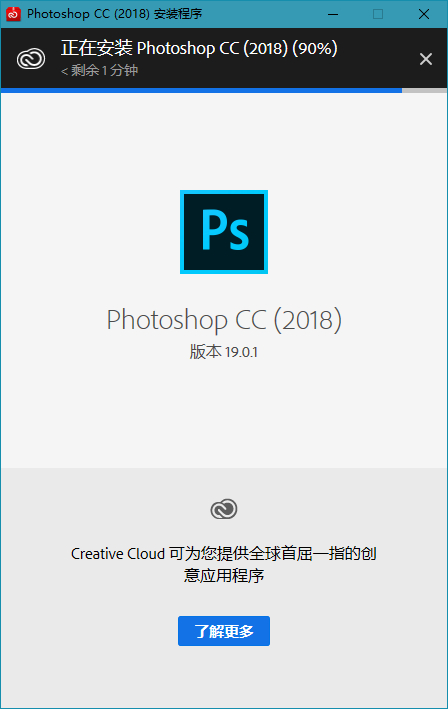 Photoshop CC (2018) 安装程序
正在安装 Photoshop CC (2018) (90%)
< 剩余 1 分钟
Ps
Photoshop CC (2018)
版本 19.0.1
Creative Cloud 可为您提供全球首屈一指的创
意应用程序
了解更多